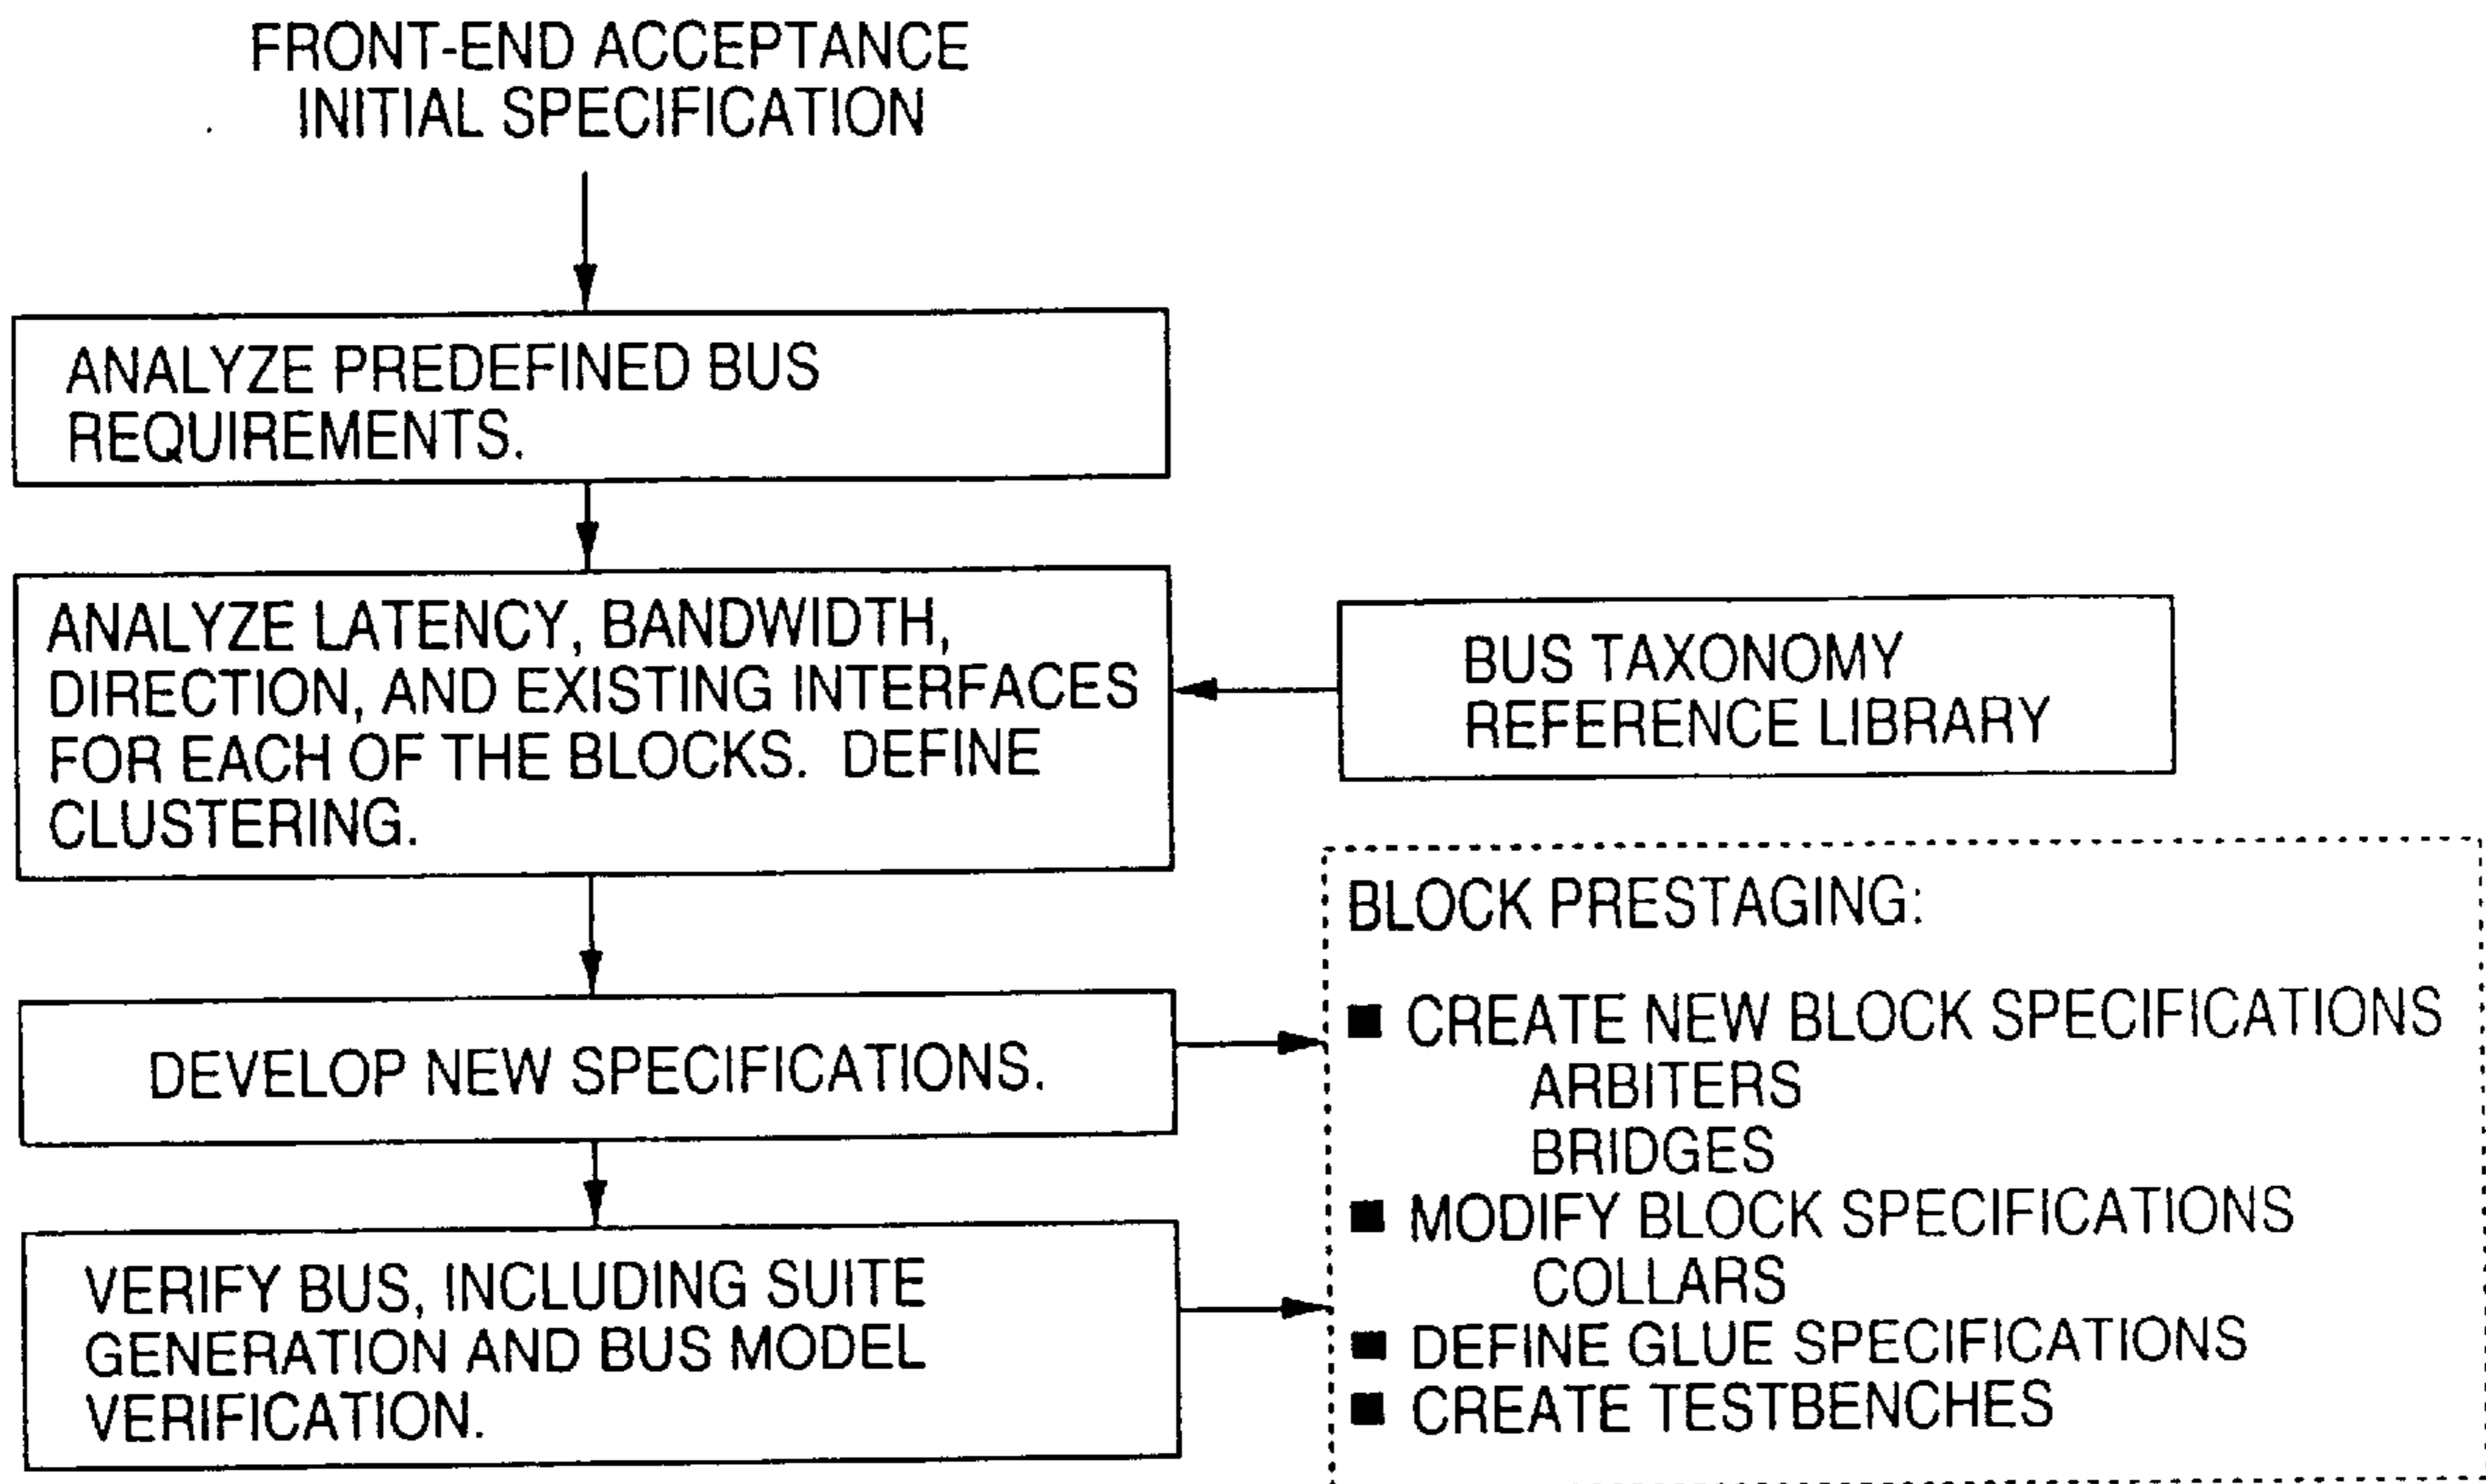 FRONT-END ACCEPTANCE
INITIAL SPECIFICATION
ANALYZE PREDEFINED BUS
REQUIREMENTS.
ANALYZE LATENCY, BANDWIDTH,
DIRECTION, AND EXISTING INTERFACES
FOR EACH OF THE BLOCKS. DEFINE
CLUSTERING.
BUS TAXONOMY
REFERENCE LIBRARY
DEVELOP NEW SPECIFICATIONS.
VERIFY BUS, INCLUDING SUITE
GENERATION AND BUS MODEL
VERIFICATION.
BLOCK PRESTAGING:
■ CREATE NEW BLOCK SPECIFICATIONS
ARBITERS
BRIDGES
■ MODIFY BLOCK SPECIFICATIONS
COLLARS
■ DEFINE GLUE SPECIFICATIONS
■ CREATE TESTBENCHES